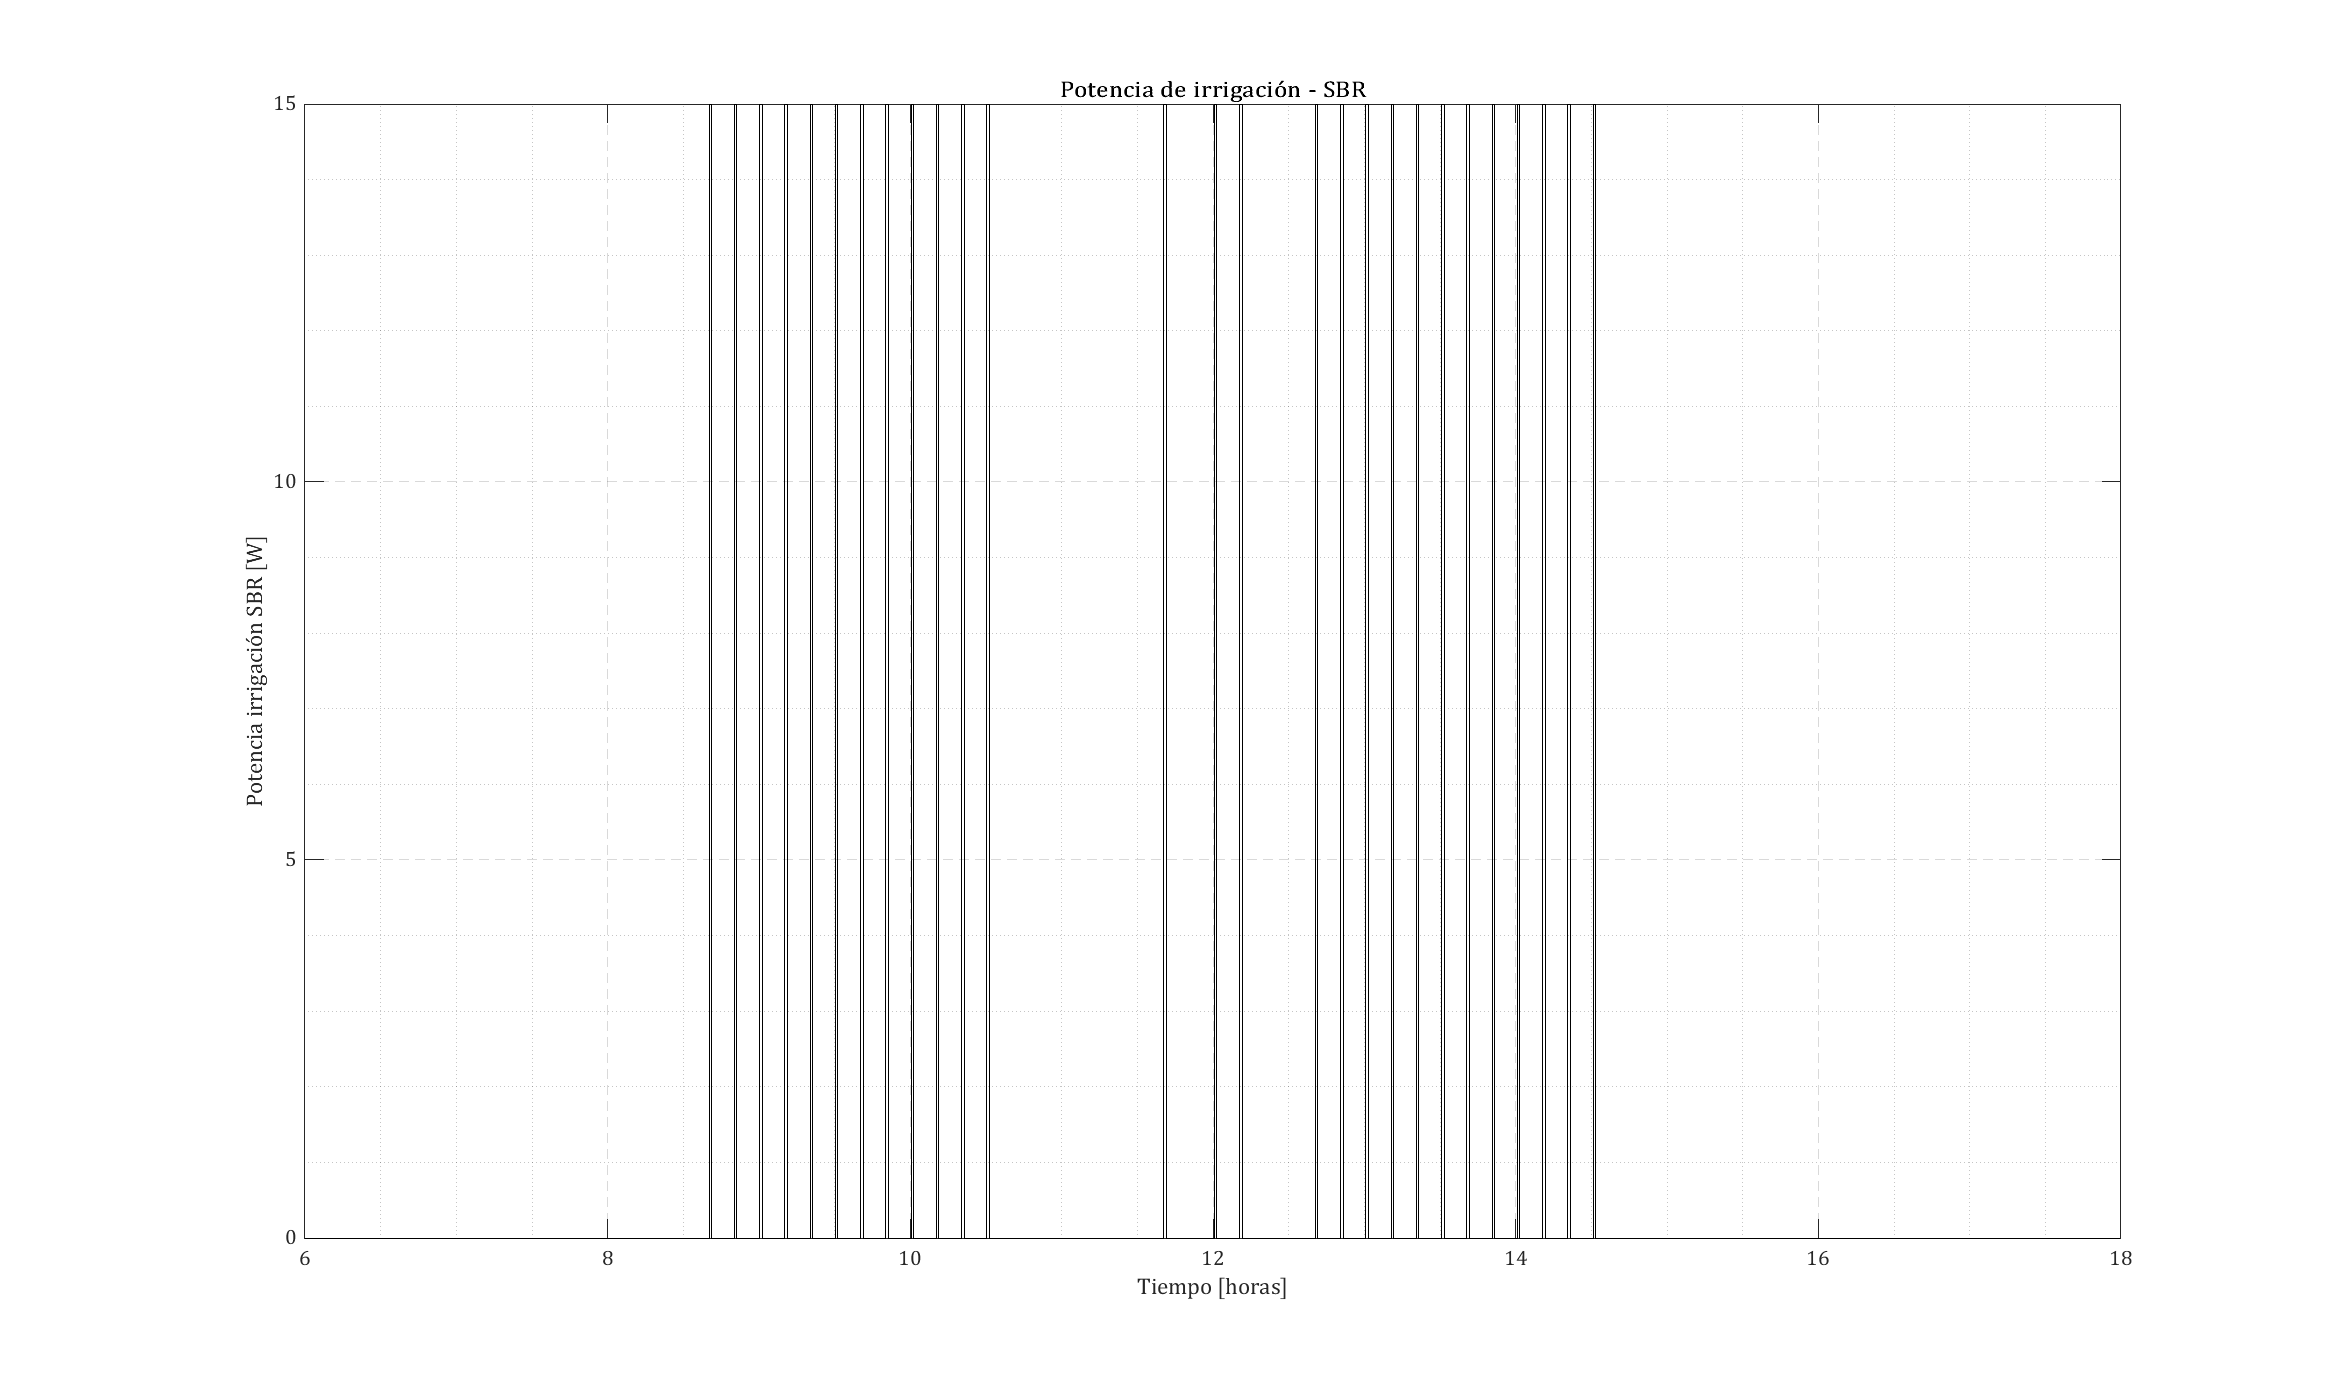 Potencia de irrigación - SBR
15
10
5
0
Potencia irrigación SBR [W]
6 8 10 12 14 16 18
Tiempo [horas]